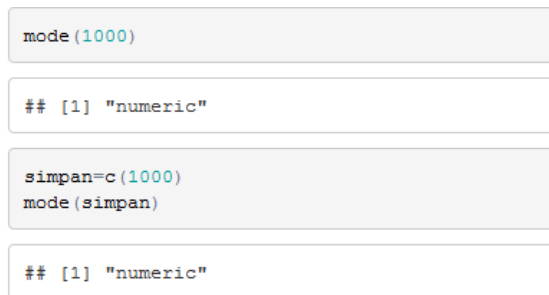 mode(1000)
## [1] "numeric"
simpan=c(1000)
mode(simpan)
## [1] "numeric"